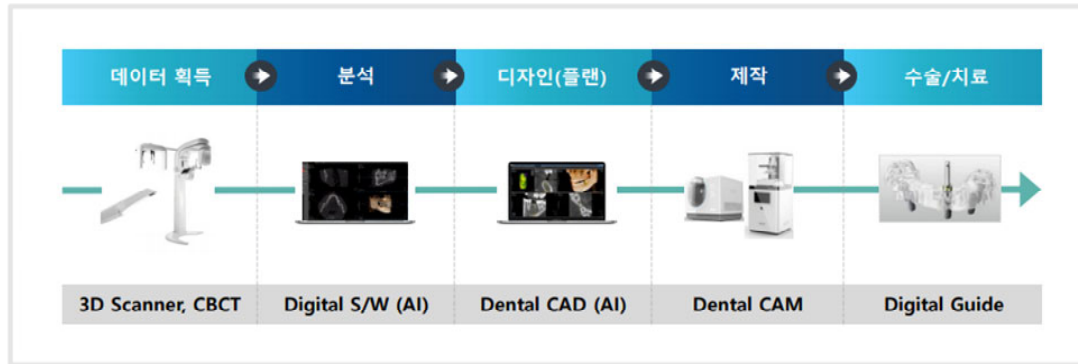 데이터 획득
분석
디자인(플랜)
제작
수술/치료
3D Scanner, CBCT
Digital S/W (AI)
Dental CAD (AI)
Dental CAM
Digital Guide